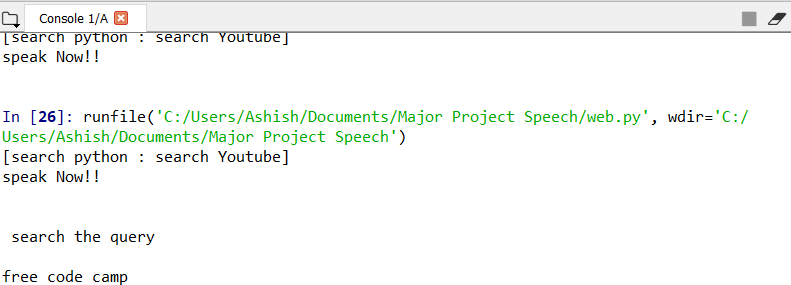 Console 1/A
[search python : search Youtube]
speak Now!!
In [26]: runfile('C:/Users/Ashish/Documents/Major Project Speech/web.py', wdir='C:/
Users/Ashish/Documents/Major Project Speech')
[search python : search Youtube]
speak Now!!
search the query
free code camp